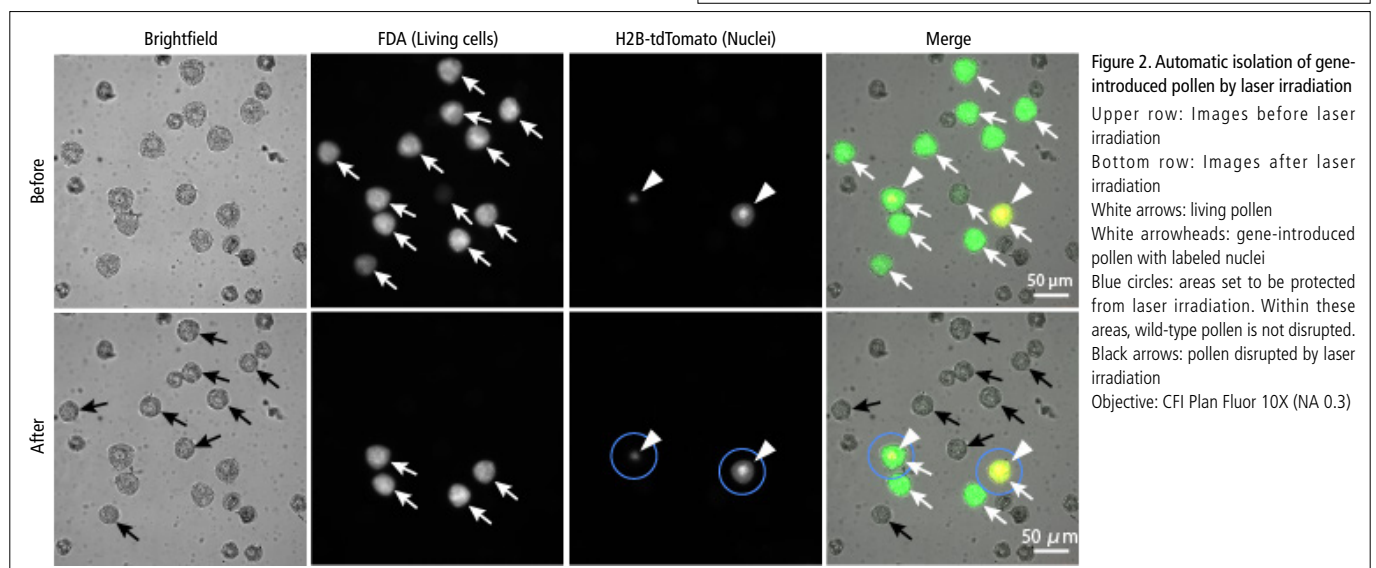 Brightfield
FDA (Living cells)
H2B-tdTomato (Nuclei)
Merge
Before
50 µm
After
50 µm
Figure 2. Automatic isolation of gene-
introduced pollen by laser irradiation
Upper row: Images before laser
irradiation
Bottom row: Images after laser
irradiation
White arrows: living pollen
White arrowheads: gene-introduced
pollen with labeled nuclei
Blue circles: areas set to be protected
from laser irradiation. Within these
areas, wild-type pollen is not disrupted.
Black arrows: pollen disrupted by laser
irradiation
Objective: CFI Plan Fluor 10X (NA 0.3)